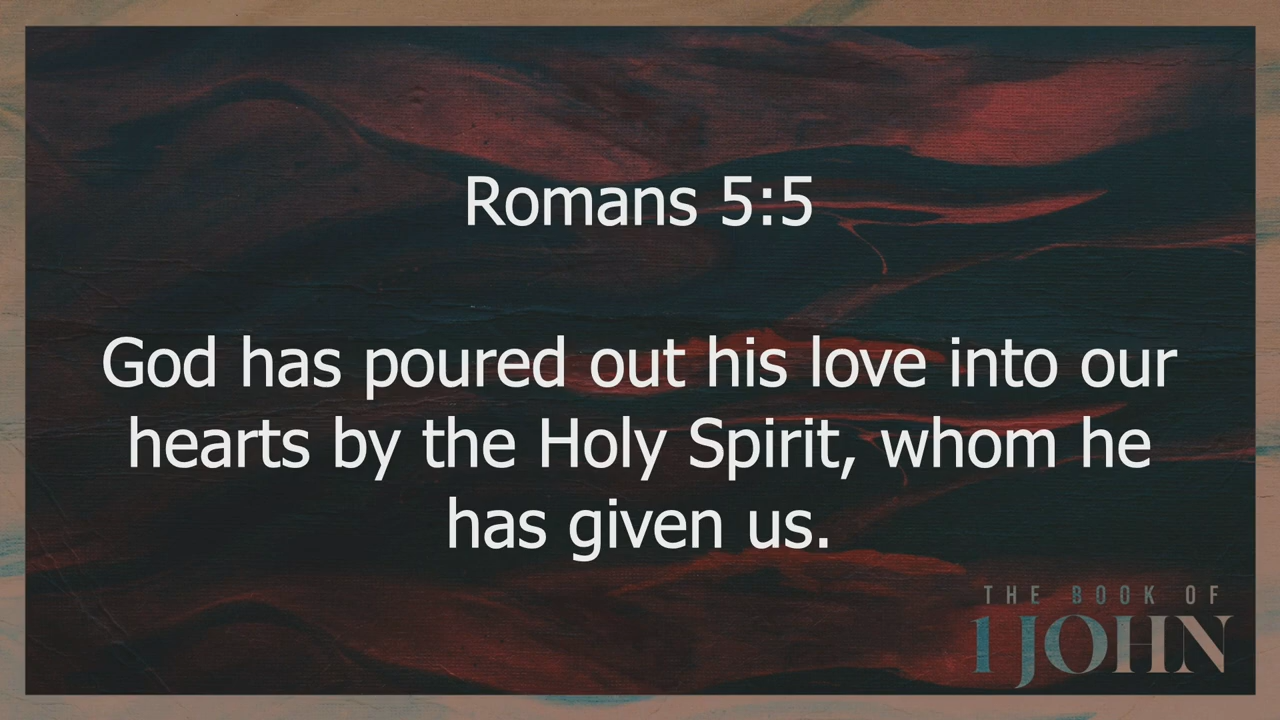 Romans 5:5
God has poured out his love into our
hearts by the Holy Spirit, whom he
has given us.
THE BOOK OF
1 JOHN